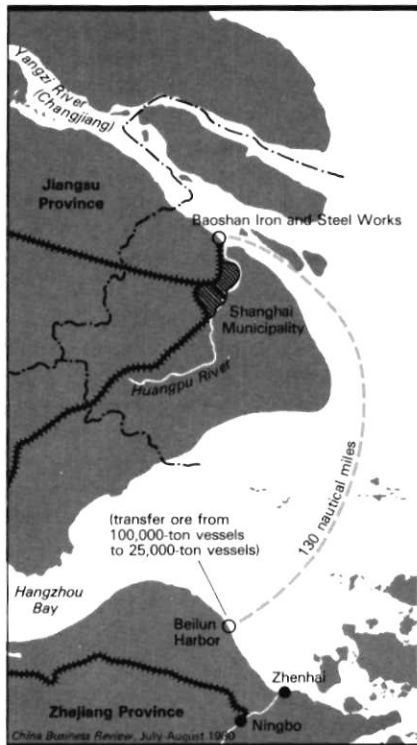 Yangzi River
(Changjiang)
Jiangsu
Province
Baoshan Iron and Steel Works
Shanghai
Municipality
Huangpu River
130 nautical miles
(transfer ore from
100,000-ton vessels
to 25,000-ton vessels)
Hangzhou
Bay
Beilun
Harbor
Zhenhai
Zhejiang Province
Ningbo
China Business Review, July-August 1980